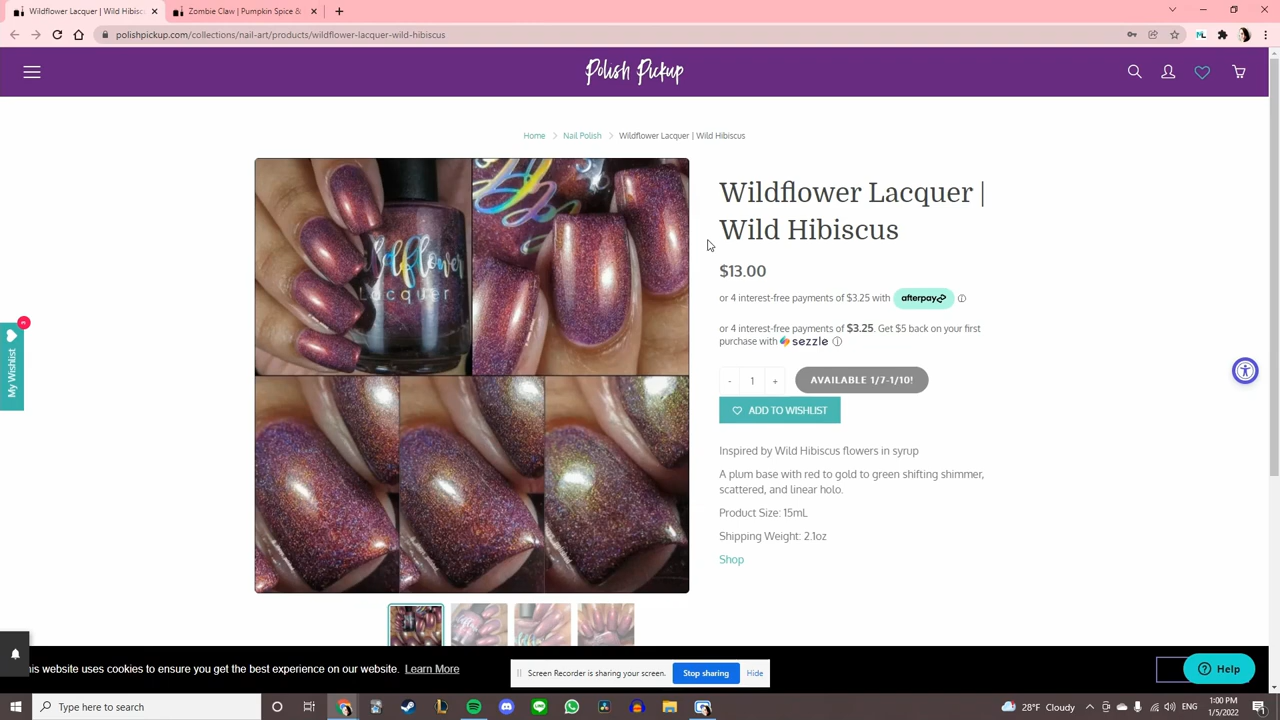 Wildflower Lacquer | Wild Hibiscu
Zombie Claw | Pumpkin Spice &
polishpickup.com/collections/nail-art/products/wildflower-lacquer-wild-hibiscus
Polish Pickup
Home > Nail Polish > Wildflower Lacquer | Wild Hibiscus
Wildflower Lacquer |
Wild Hibiscus
$13.00
or 4 interest-free payments of $3.25 with afterpay
or 4 interest-free payments of $3.25. Get $5 back on your first
purchase with sezzle
- 1 + AVAILABLE 1/7-1/10!
ADD TO WISHLIST
My Wishlist
wildflower
Lacquer
Inspired by Wild Hibiscus flowers in syrup
A plum base with red to gold to green shifting shimmer,
scattered, and linear holo.
Product Size: 15mL
Shipping Weight: 2.1oz
Shop
his website uses cookies to ensure you get the best experience on our website. Learn More
Screen Recorder is sharing your screen. Stop sharing Hide
Help
Type here to search
28°F Cloudy
1:00 PM
1/5/2022